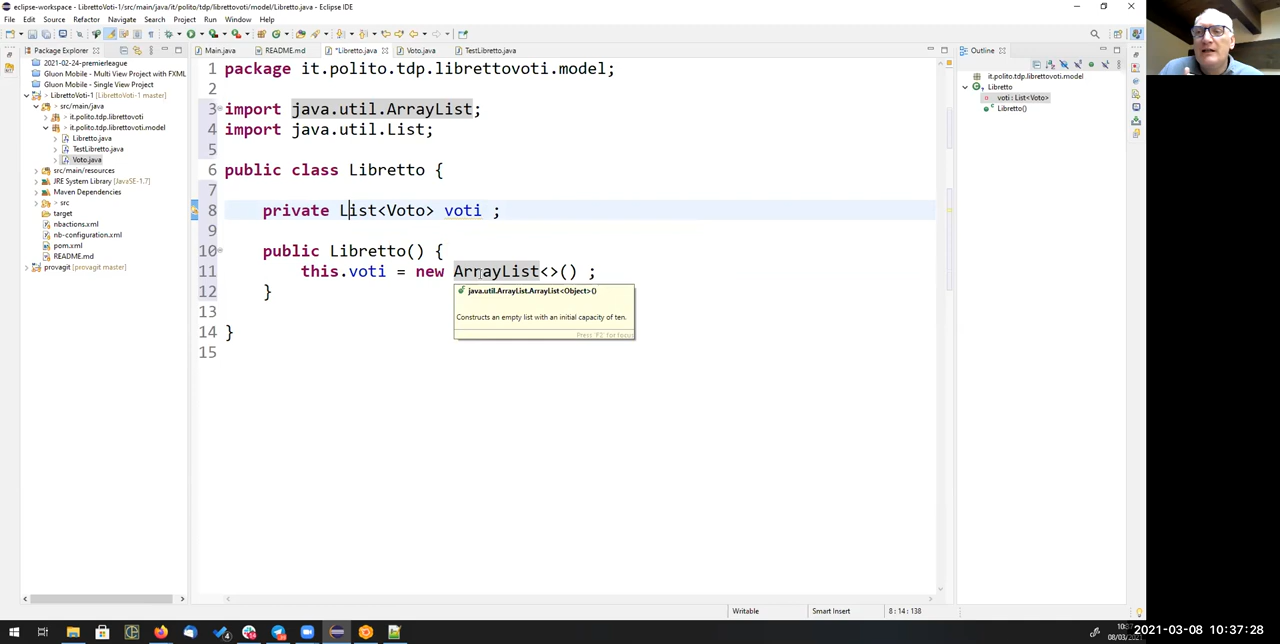 eclipse-workspace - LibrettoVoti-1/src/main/java/it/polito/tdp/librettovoti/model/Libretto.java - Eclipse IDE
File Edit Source Refactor Navigate Search Project Run Window Help
Package Explorer
Main.java README.md *Libretto.java Voto.java TestLibretto.java
Outline
2021-02-24-premierleague
Gluon Mobile - Multi View Project with FXML
Gluon Mobile - Single View Project
LibrettoVoti-1 [LibrettoVoti-1 master]
src/main/java
it.polito.tdp.librettovoti
it.polito.tdp.librettovoti.model
Libretto.java
TestLibretto.java
Voto.java
src/main/resources
JRE System Library [JavaSE-1.7]
Maven Dependencies
src
target
nbactions.xml
nb-configuration.xml
pom.xml
README.md
provagit [provagit master]
1 package it.polito.tdp.librettovoti.model;
2
3 import java.util.ArrayList;
4 import java.util.List;
5
6 public class Libretto {
7
8 private List<Voto> voti ;
9
10 public Libretto() {
11 this.voti = new ArrayList<>() ;
12 }
13
14 }
15
java.util.ArrayList.ArrayList<Object>()
Constructs an empty list with an initial capacity of ten.
Press 'F2' for focus
it.polito.tdp.librettovoti.model
Libretto
voti : List<Voto>
Libretto()
Writable Smart Insert 8 : 14 : 138
2021-03-08 10:37:28